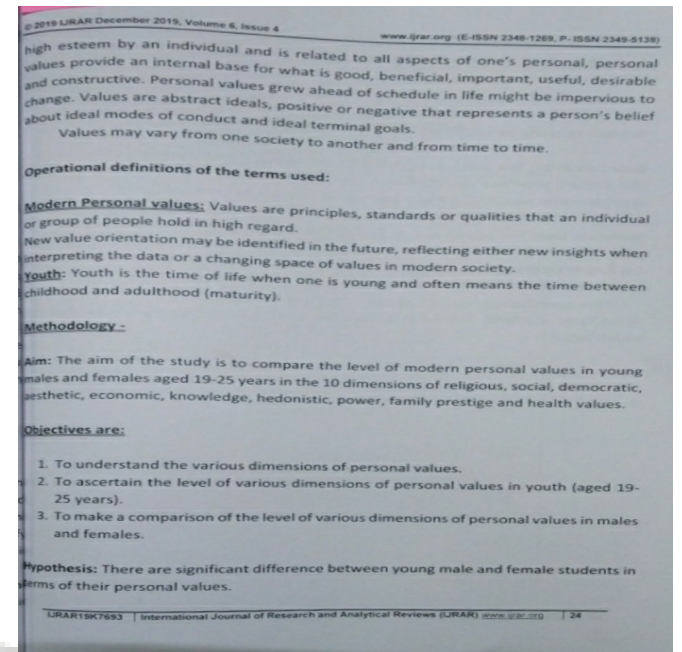 © 2019 IJRAR December 2019, Volume 6, Issue 4
www.ijrar.org (E-ISSN 2348-1269, P- ISSN 2349-5138)
high esteem by an individual and is related to all aspects of one's personal, personal
values provide an internal base for what is good, beneficial, important, useful, desirable
and constructive. Personal values grew ahead of schedule in life might be impervious to
change. Values are abstract ideals, positive or negative that represents a person's belief
about ideal modes of conduct and ideal terminal goals.
Values may vary from one society to another and from time to time.
Operational definitions of the terms used:
Modern Personal values: Values are principles, standards or qualities that an individual
or group of people hold in high regard.
New value orientation may be identified in the future, reflecting either new insights when
interpreting the data or a changing space of values in modern society.
Youth: Youth is the time of life when one is young and often means the time between
childhood and adulthood (maturity).
Methodology -
Aim: The aim of the study is to compare the level of modern personal values in young
males and females aged 19-25 years in the 10 dimensions of religious, social, democratic,
aesthetic, economic, knowledge, hedonistic, power, family prestige and health values.
Objectives are:
1. To understand the various dimensions of personal values.
2. To ascertain the level of various dimensions of personal values in youth (aged 19-
25 years).
3. To make a comparison of the level of various dimensions of personal values in males
and females.
Hypothesis: There are significant difference between young male and female students in
terms of their personal values.
IJRAR19K7693 | International Journal of Research and Analytical Reviews (IJRAR) www.ijrar.org | 24